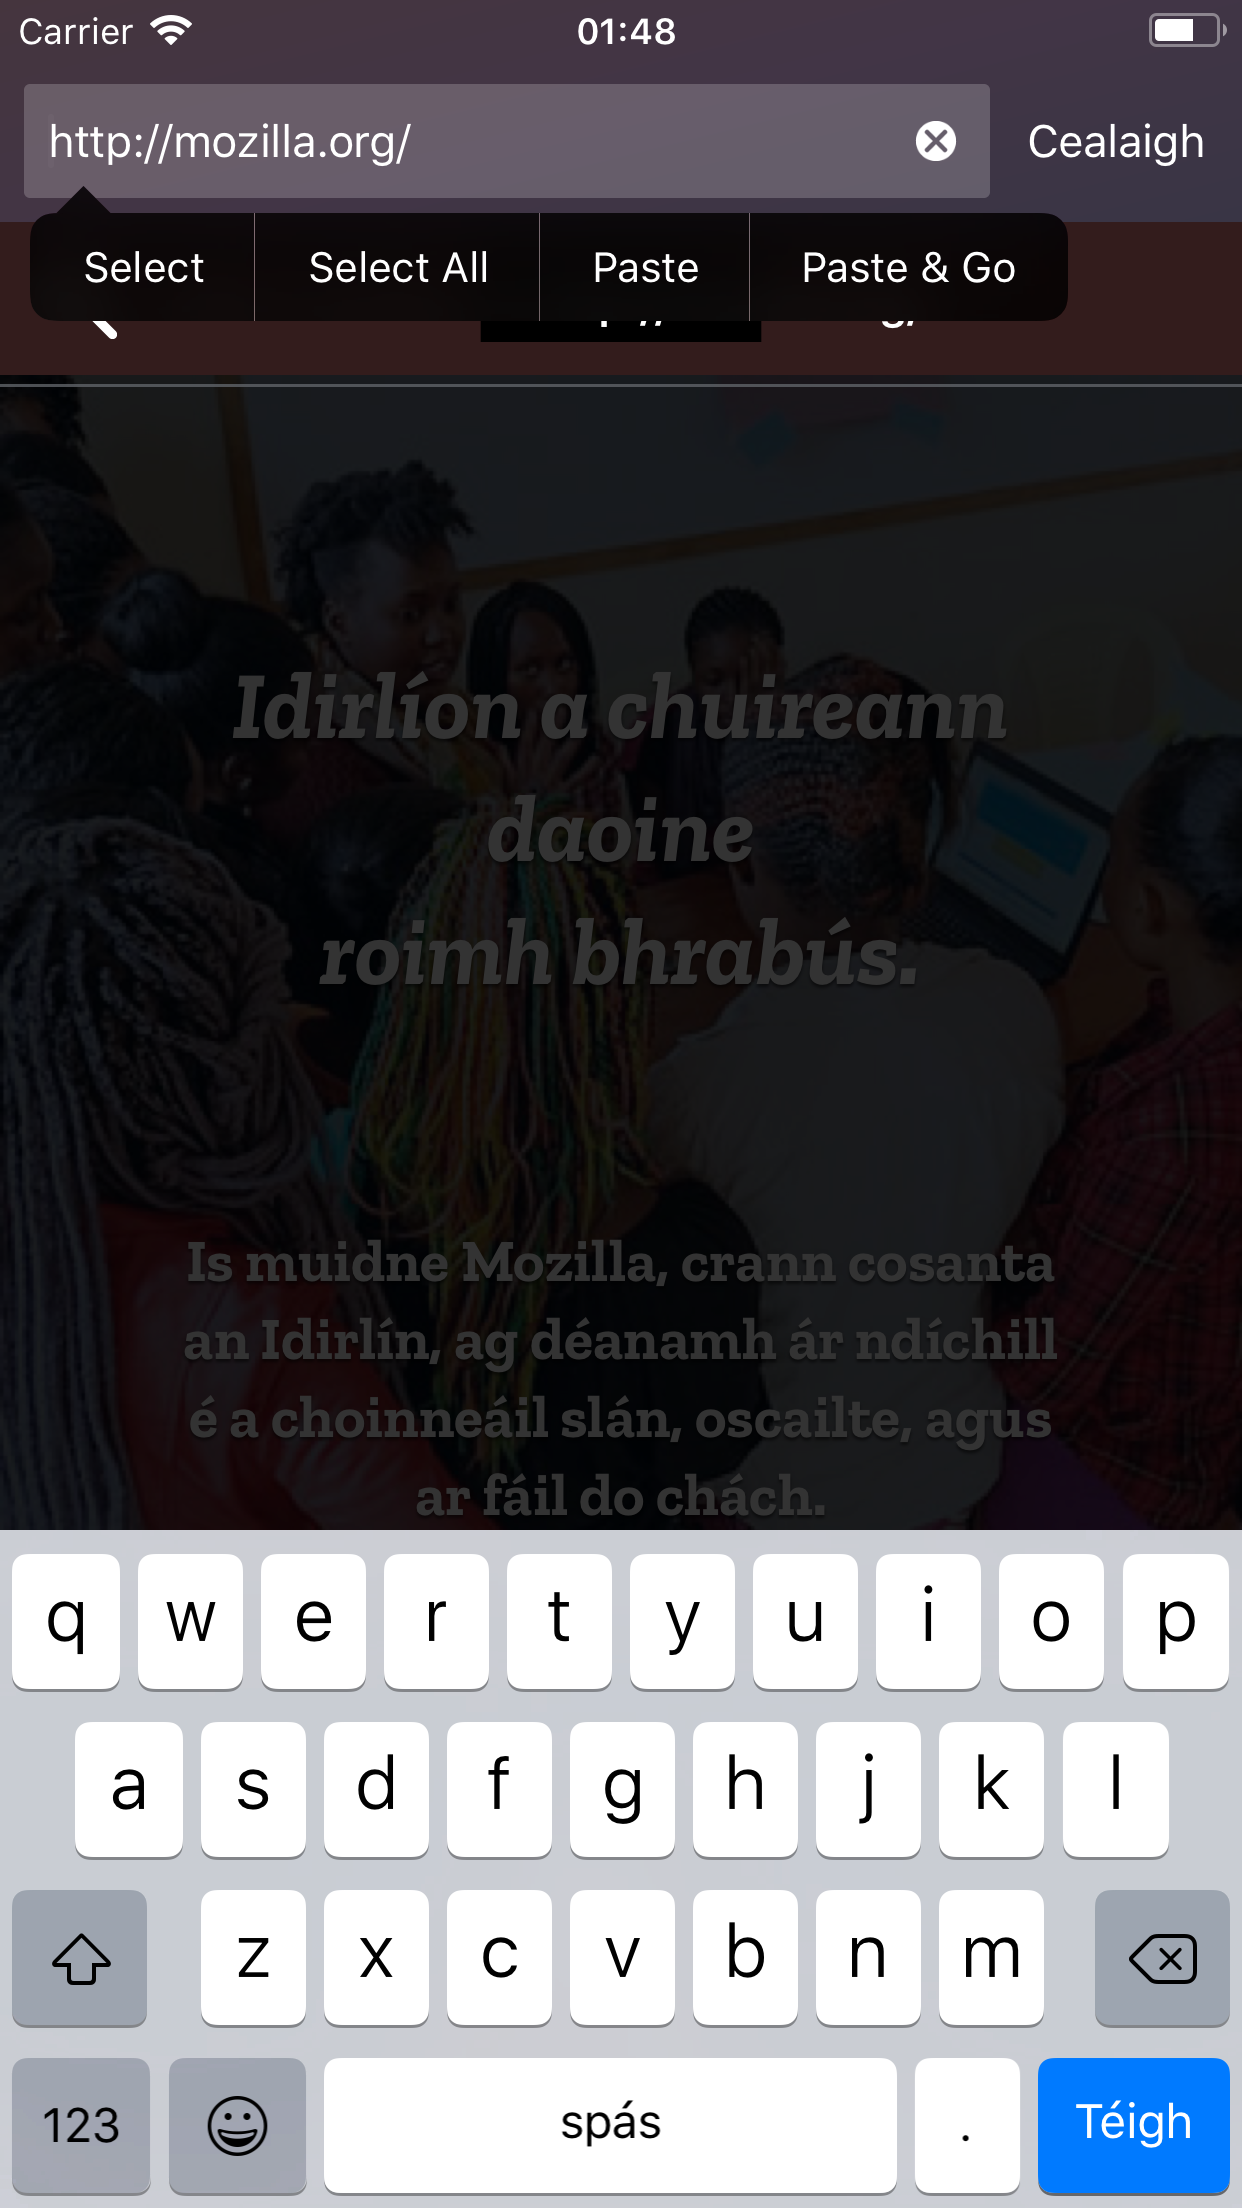 Carrier 01:48
http://mozilla.org/ Cealaigh
Select Select All Paste Paste & Go
Idirlíon a chuireann
daoine
roimh bhrabús.
Is muidne Mozilla, crann cosanta
an Idirlín, ag déanamh ár ndíchill
é a choinneáil slán, oscailte, agus
ar fáil do chách.
q w e r t y u i o p
a s d f g h j k l
z x c v b n m
123 spás . Téigh